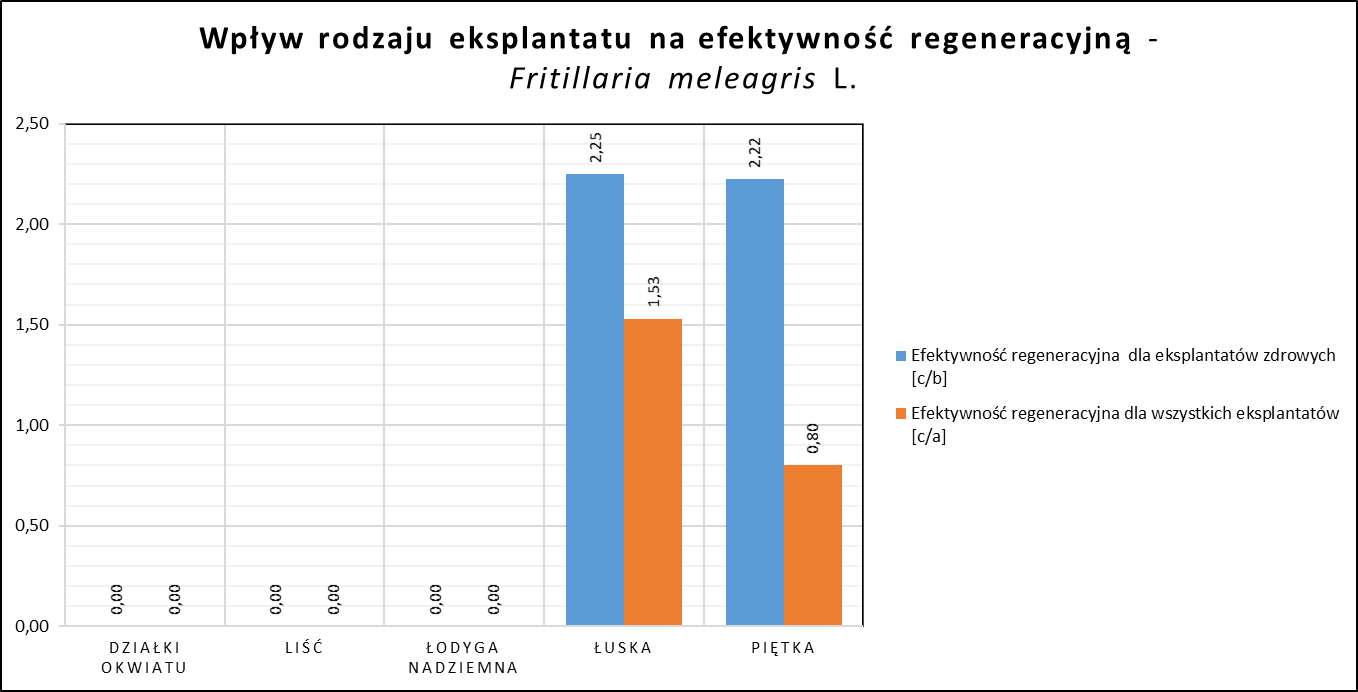 Wpływ rodzaju eksplantatu na efektywność regeneracyjną -
Fritillaria meleagris L.
2,50
2,00
1,50
1,00
0,50
0,00
0,00
0,00
0,00
0,00
0,00
0,00
2,25
1,53
2,22
0,80
DZIAŁKI
OKWIATU
LIŚĆ
ŁODYGA
NADZIEMNA
ŁUSKA
PIĘTKA
Efektywność regeneracyjna dla eksplantatów zdrowych
[c/b]
Efektywność regeneracyjna dla wszystkich eksplantatów
[c/a]